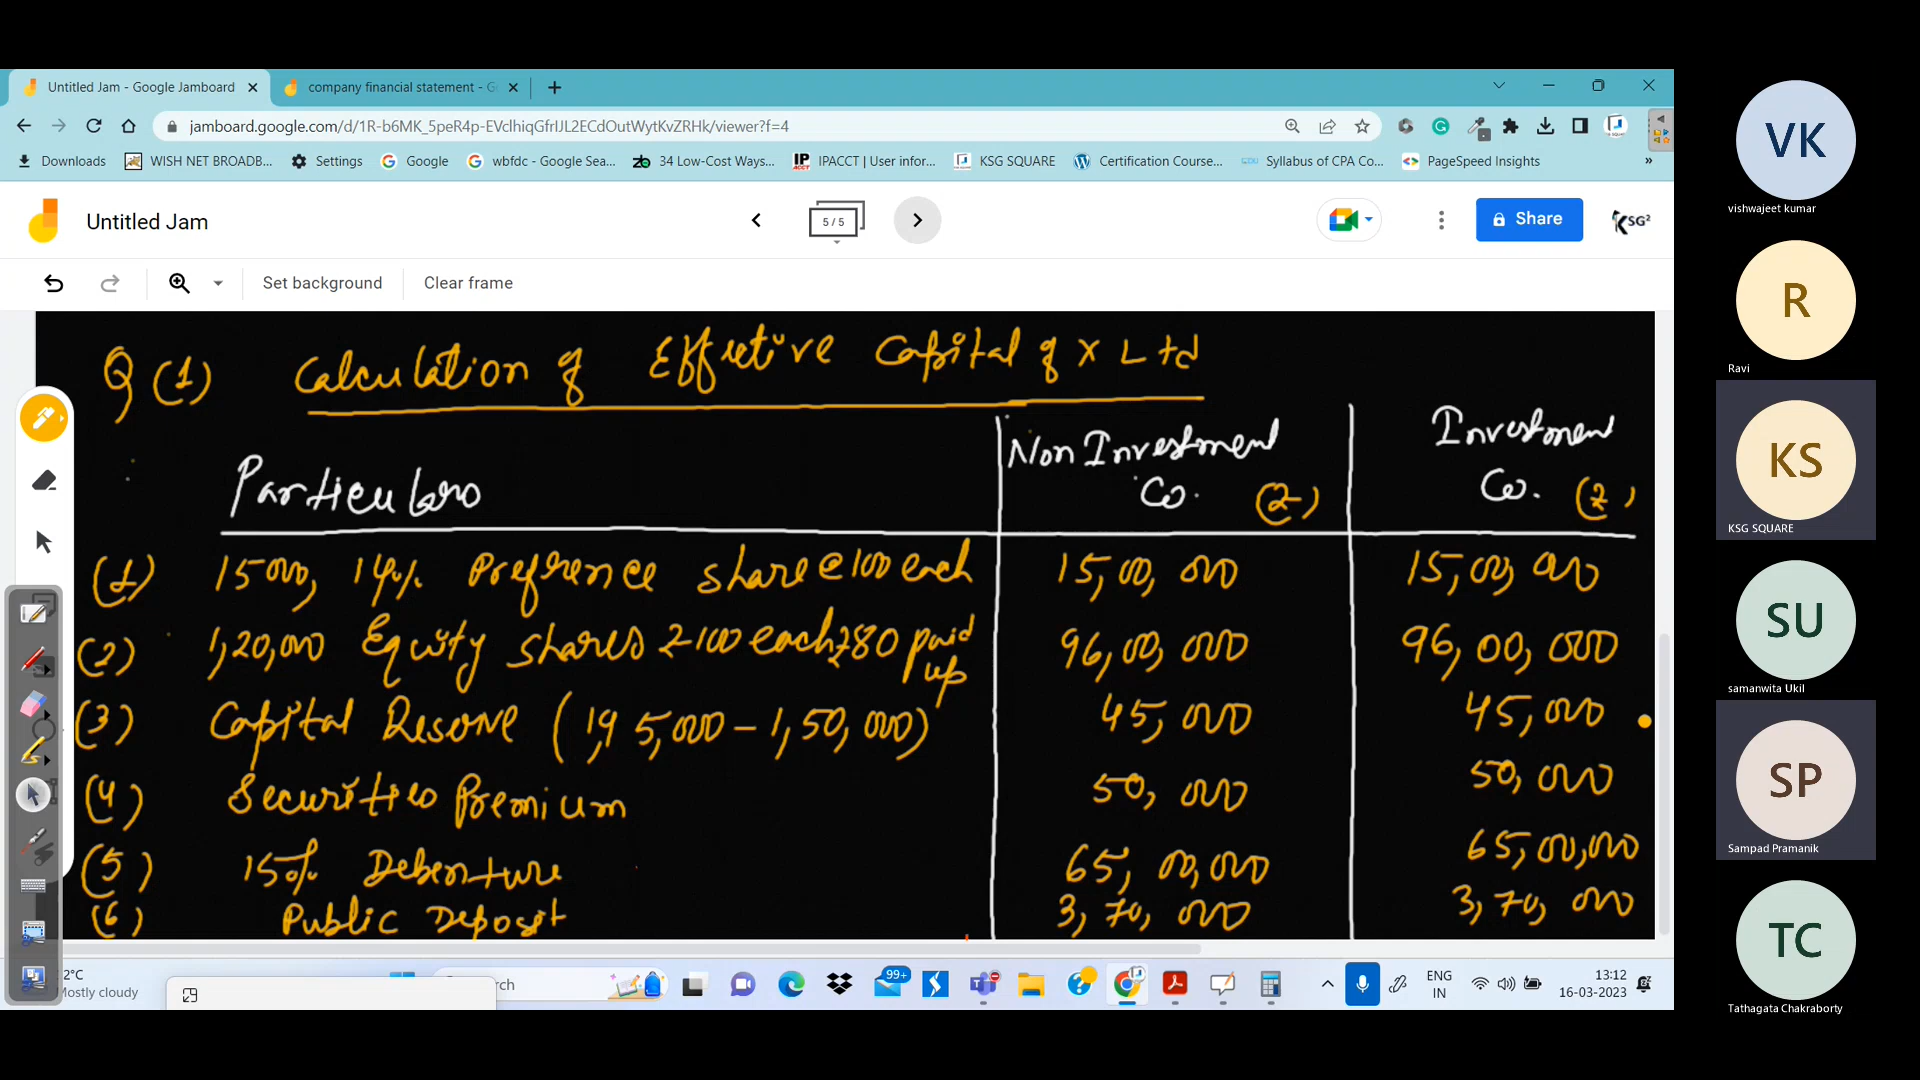 Untitled Jam - Google Jamboard
company financial statement - G
jamboard.google.com/d/1R-b6MK_5peR4p-EVclhiqGfrIJL2ECdOutWytKvZRHk/viewer?f=4
Downloads WISH NET BROADB... Settings Google wbfdc - Google Sea... 34 Low-Cost Ways... IPACCT | User infor... KSG SQUARE Certification Course... Syllabus of CPA Co... PageSpeed Insights »
Untitled Jam 5 / 5 Share KSG²
Set background Clear frame
Q (1) Calculation of Effective Capital of X Ltd
Particulars Non Investment Co. (₹) Investment Co. (₹)
(1) 15000, 14% Preference share @ 100 each 15,00,000 15,00,000
(2) 1,20,000 Equity shares ₹100 each ₹80 paid up 96,00,000 96,00,000
(3) Capital Reserve (1,95,000 - 1,50,000) 45,000 45,000
(4) Securities Premium 50,000 50,000
(5) 15% Debenture 65,00,000 65,00,000
(6) Public Deposit 3,70,000 3,70,000
2°C
Mostly cloudy
rch
99+
ENG
IN
13:12
16-03-2023
VK
vishwajeet kumar
R
Ravi
KS
KSG SQUARE
SU
samanwita Ukil
SP
Sampad Pramanik
TC
Tathagata Chakraborty